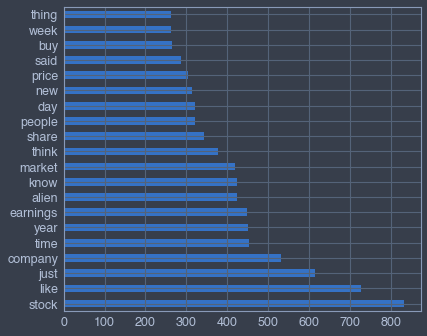 thing
week
buy
said
price
new
day
people
share
think
market
know
alien
earnings
year
time
company
just
like
stock
0 100 200 300 400 500 600 700 800